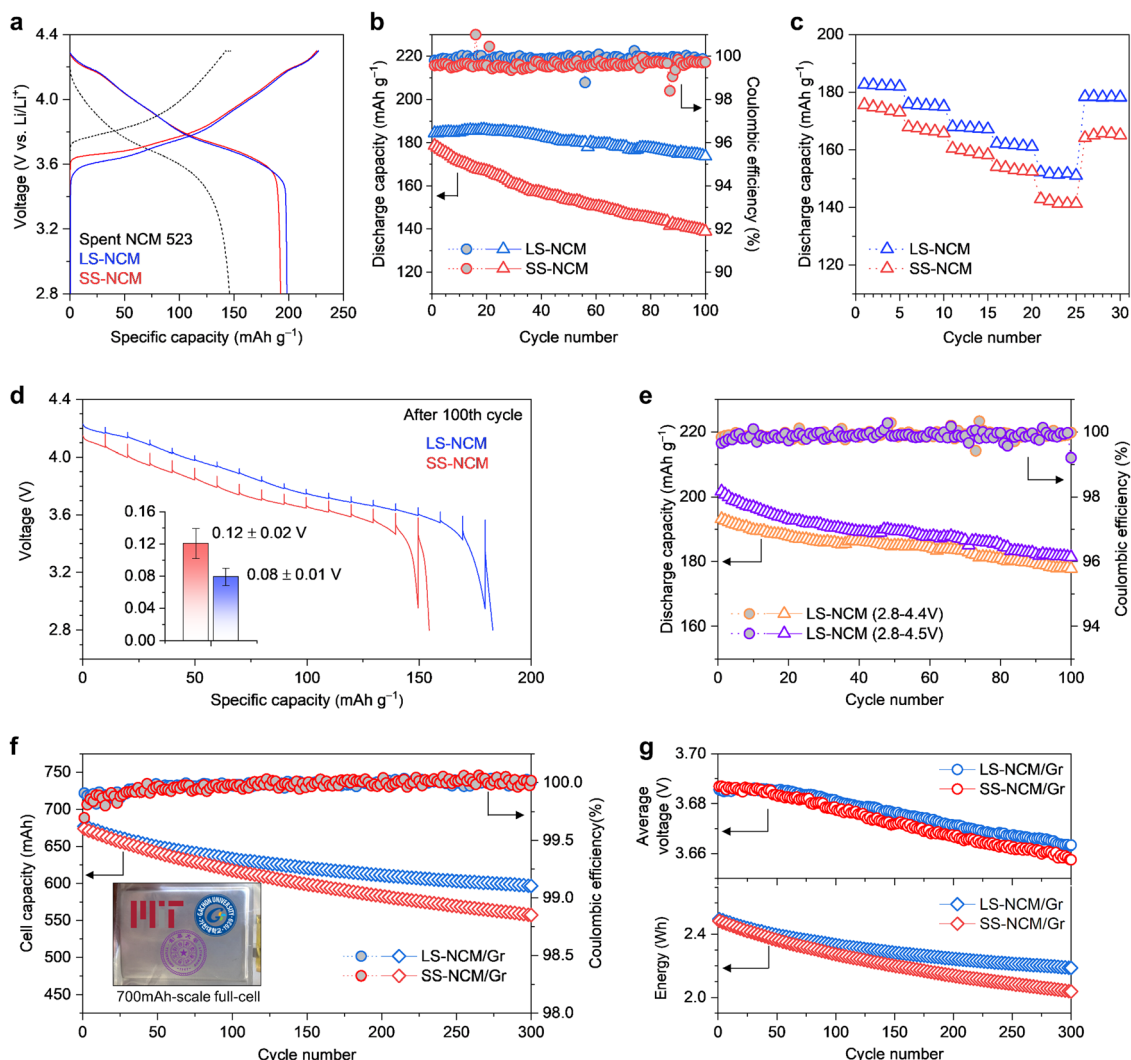 a
4.4
4.0
3.6
3.2
2.8
Voltage (V vs. Li/Li⁺)
Spent NCM 523
LS-NCM
SS-NCM
0 50 100 150 200 250
Specific capacity (mAh g⁻¹)
b
220
200
180
160
140
120
Discharge capacity (mAh g⁻¹)
100
98
96
94
92
90
Coulombic efficiency (%)
LS-NCM
SS-NCM
0 20 40 60 80 100
Cycle number
c
200
180
160
140
120
Discharge capacity (mAh g⁻¹)
LS-NCM
SS-NCM
0 5 10 15 20 25 30
Cycle number
d
4.4
4.0
3.6
3.2
2.8
Voltage (V)
After 100th cycle
LS-NCM
SS-NCM
0.16
0.12
0.08
0.04
0.00
0.12 ± 0.02 V
0.08 ± 0.01 V
0 50 100 150 200
Specific capacity (mAh g⁻¹)
e
220
200
180
160
Discharge capacity (mAh g⁻¹)
100
98
96
94
Coulombic efficiency (%)
LS-NCM (2.8-4.4V)
LS-NCM (2.8-4.5V)
0 20 40 60 80 100
Cycle number
f
750
700
650
600
550
500
450
Cell capacity (mAh)
100.0
99.5
99.0
98.5
98.0
Coulombic efficiency(%)
MIT
GACHON UNIVERSITY
700mAh-scale full-cell
LS-NCM/Gr
SS-NCM/Gr
0 50 100 150 200 250 300
Cycle number
g
3.70
3.68
3.66
Average
voltage (V)
LS-NCM/Gr
SS-NCM/Gr
2.4
2.0
Energy (Wh)
LS-NCM/Gr
SS-NCM/Gr
0 50 100 150 200 250 300
Cycle number